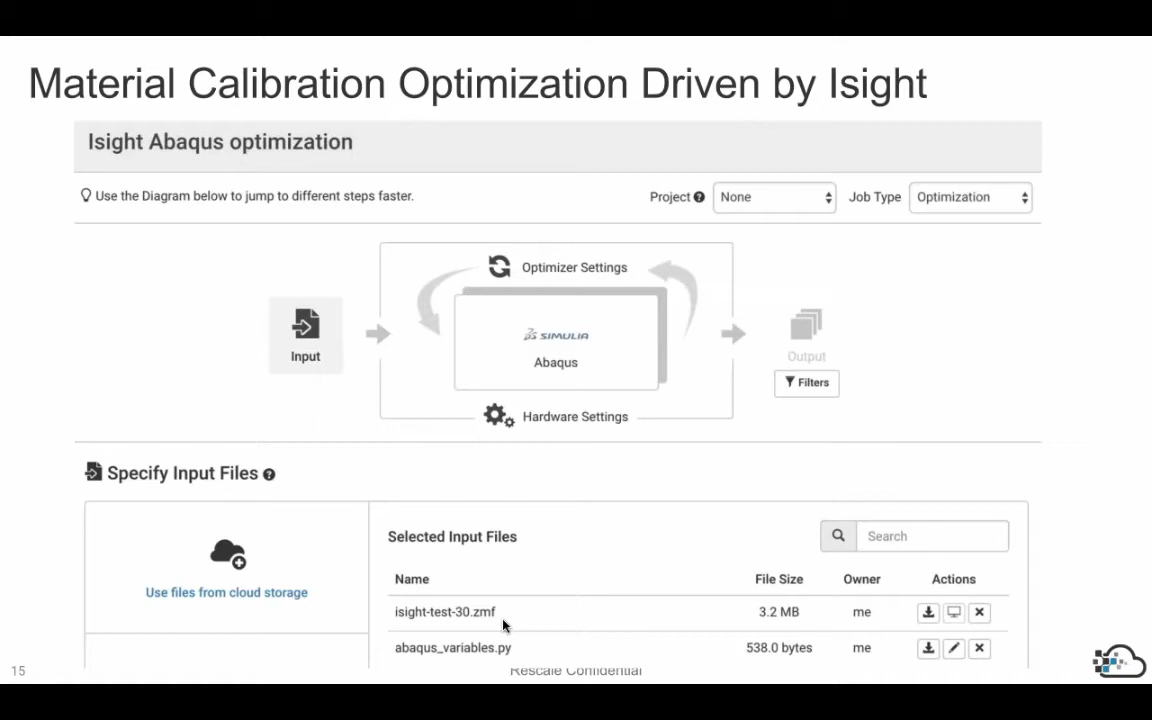 Material Calibration Optimization Driven by Isight
Isight Abaqus optimization
Use the Diagram below to jump to different steps faster.
Project ? None Job Type Optimization
Optimizer Settings
SIMULIA
Abaqus
Input
Output
Filters
Hardware Settings
Specify Input Files ?
Use files from cloud storage
Selected Input Files
Search
Name File Size Owner Actions
isight-test-30.zmf 3.2 MB me
abaqus_variables.py 538.0 bytes me
15
Rescale Confidential